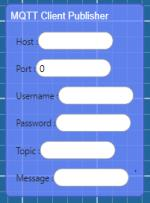 MQTT Client Publisher
Host :
Port : 0
Username :
Password :
Topic :
Message :